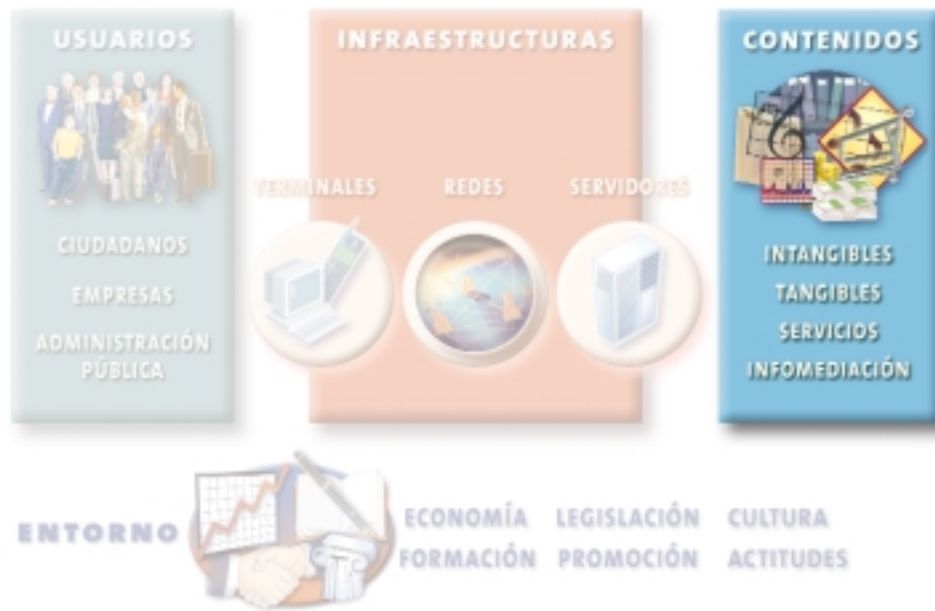 USUARIOS
CIUDADANOS
EMPRESAS
ADMINISTRACIÓN
PÚBLICA
INFRAESTRUCTURAS
TERMINALES REDES SERVIDORES
CONTENIDOS
INTANGIBLES
TANGIBLES
SERVICIOS
INFOMEDIACIÓN
ENTORNO
ECONOMÍA LEGISLACIÓN CULTURA
FORMACIÓN PROMOCIÓN ACTITUDES